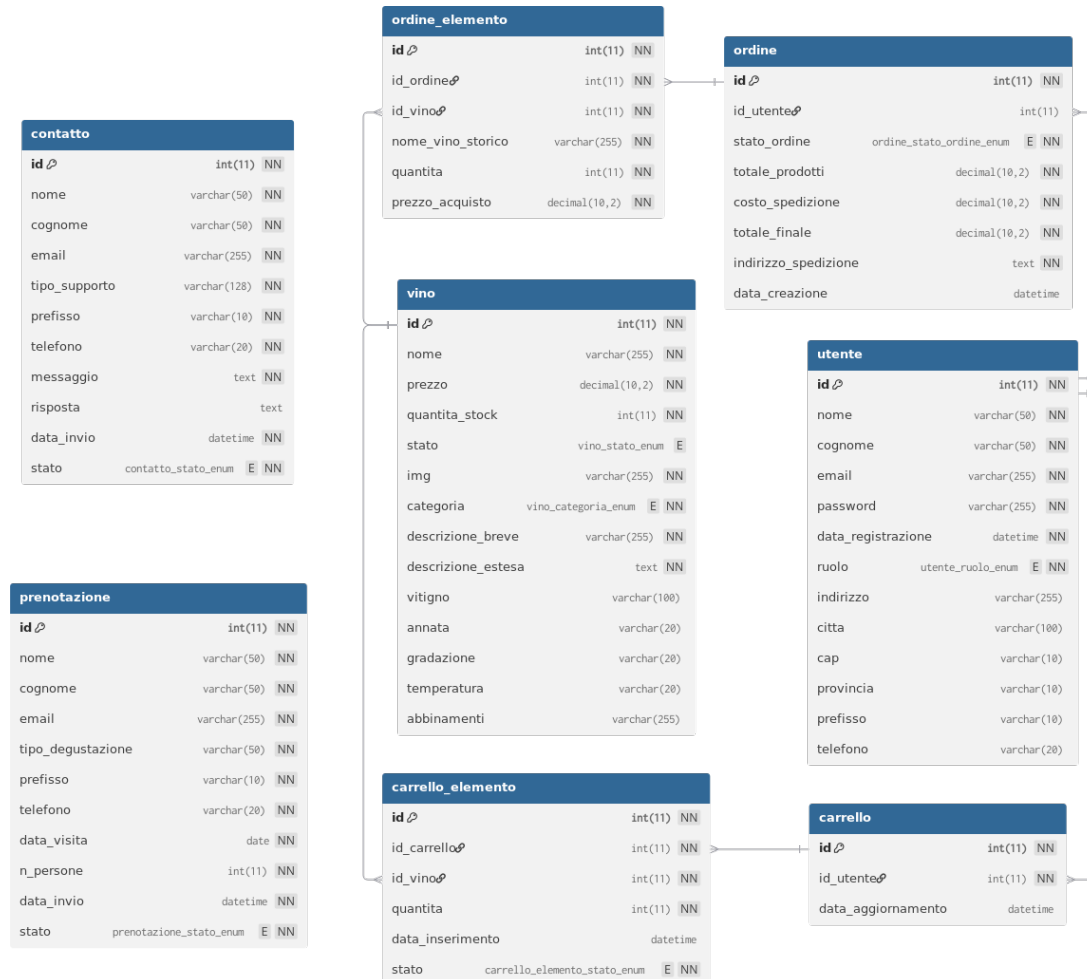 ordine_elemento
id int(11) NN
id_ordine int(11) NN
id_vino int(11) NN
nome_vino_storico varchar(255) NN
quantita int(11) NN
prezzo_acquisto decimal(10,2) NN
ordine
id int(11) NN
id_utente int(11)
stato_ordine ordine_stato_ordine_enum E NN
totale_prodotti decimal(10,2) NN
costo_spedizione decimal(10,2) NN
totale_finale decimal(10,2) NN
indirizzo_spedizione text NN
data_creazione datetime
contatto
id int(11) NN
nome varchar(50) NN
cognome varchar(50) NN
email varchar(255) NN
tipo_supporto varchar(128) NN
prefisso varchar(10) NN
telefono varchar(20) NN
messaggio text NN
risposta text
data_invio datetime NN
stato contatto_stato_enum E NN
vino
id int(11) NN
nome varchar(255) NN
prezzo decimal(10,2) NN
quantita_stock int(11) NN
stato vino_stato_enum E
img varchar(255) NN
categoria vino_categoria_enum E NN
descrizione_breve varchar(255) NN
descrizione_estesa text NN
vitigno varchar(100)
annata varchar(20)
gradazione varchar(20)
temperatura varchar(20)
abbinamenti varchar(255)
utente
id int(11) NN
nome varchar(50) NN
cognome varchar(50) NN
email varchar(255) NN
password varchar(255) NN
data_registrazione datetime NN
ruolo utente_ruolo_enum E NN
indirizzo varchar(255)
citta varchar(100)
cap varchar(10)
provincia varchar(10)
prefisso varchar(10)
telefono varchar(20)
prenotazione
id int(11) NN
nome varchar(50) NN
cognome varchar(50) NN
email varchar(255) NN
tipo_degustazione varchar(50) NN
prefisso varchar(10) NN
telefono varchar(20) NN
data_visita date NN
n_persone int(11) NN
data_invio datetime NN
stato prenotazione_stato_enum E NN
carrello_elemento
id int(11) NN
id_carrello int(11) NN
id_vino int(11) NN
quantita int(11) NN
data_inserimento datetime
stato carrello_elemento_stato_enum E NN
carrello
id int(11) NN
id_utente int(11) NN
data_aggiornamento datetime